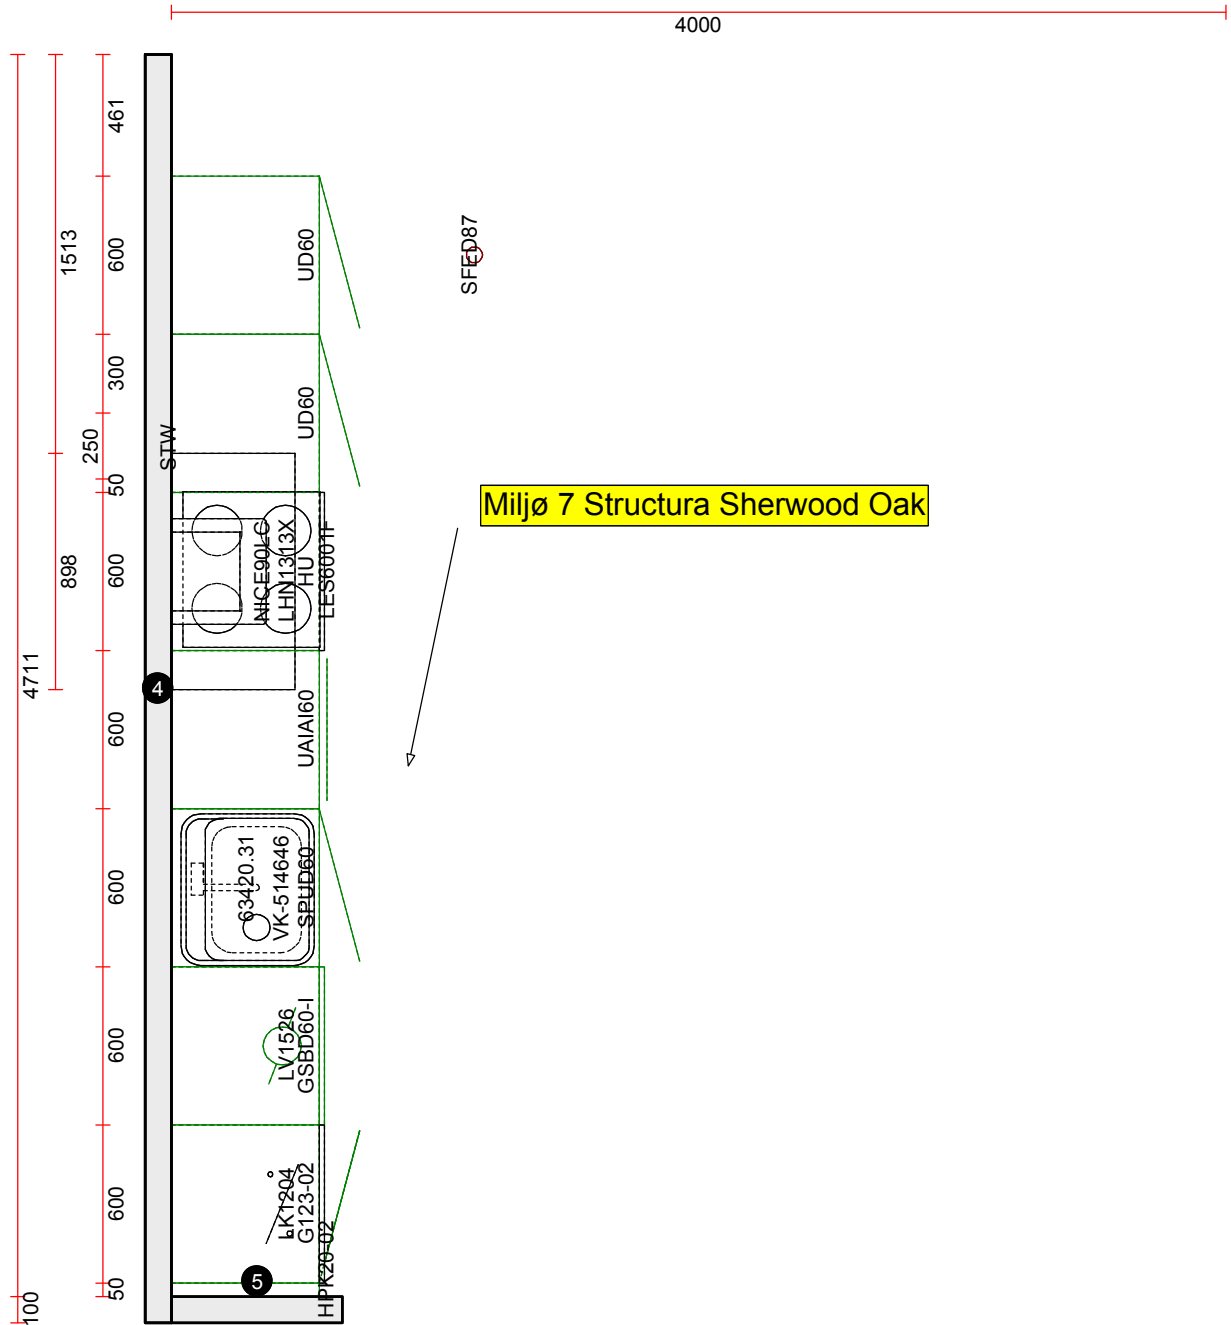 4000
461
600
UD60
SFED87
1513
300
UD60
250
STW
50
Miljø 7 Structura Sherwood Oak
600
898
NICE90LC
LHN1313X
HU
LES6001F
4711
4
600
UAIAI60
600
63420.31
VK-514646
SPUD60
600
LV1526
GSBD60-I
600
LK1204
G123-02
HPK20-02
50
5
100